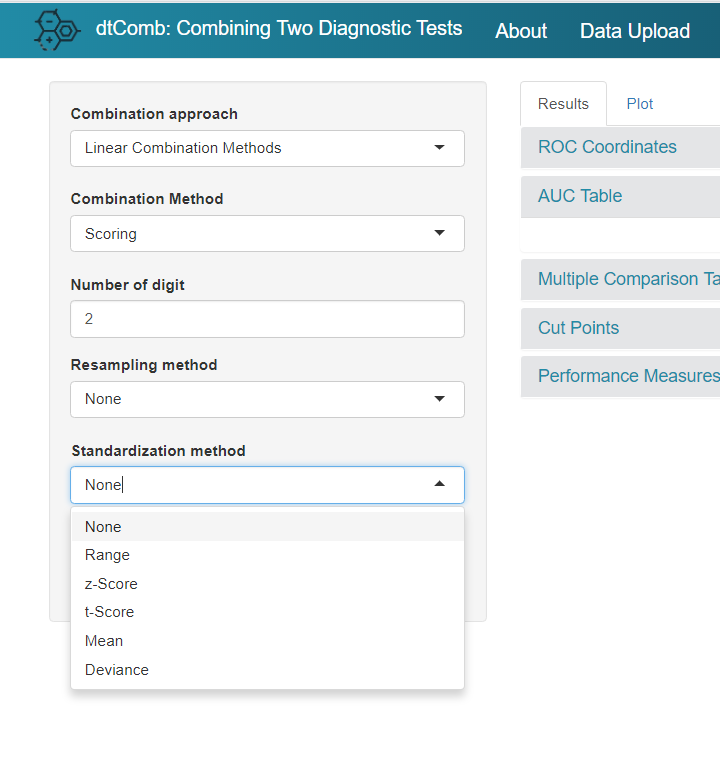 dtComb: Combining Two Diagnostic Tests About Data Upload
Combination approach
Linear Combination Methods
Combination Method
Scoring
Number of digit
2
Resampling method
None
Standardization method
None
None
Range
z-Score
t-Score
Mean
Deviance
Results Plot
ROC Coordinates
AUC Table
Multiple Comparison Ta
Cut Points
Performance Measures